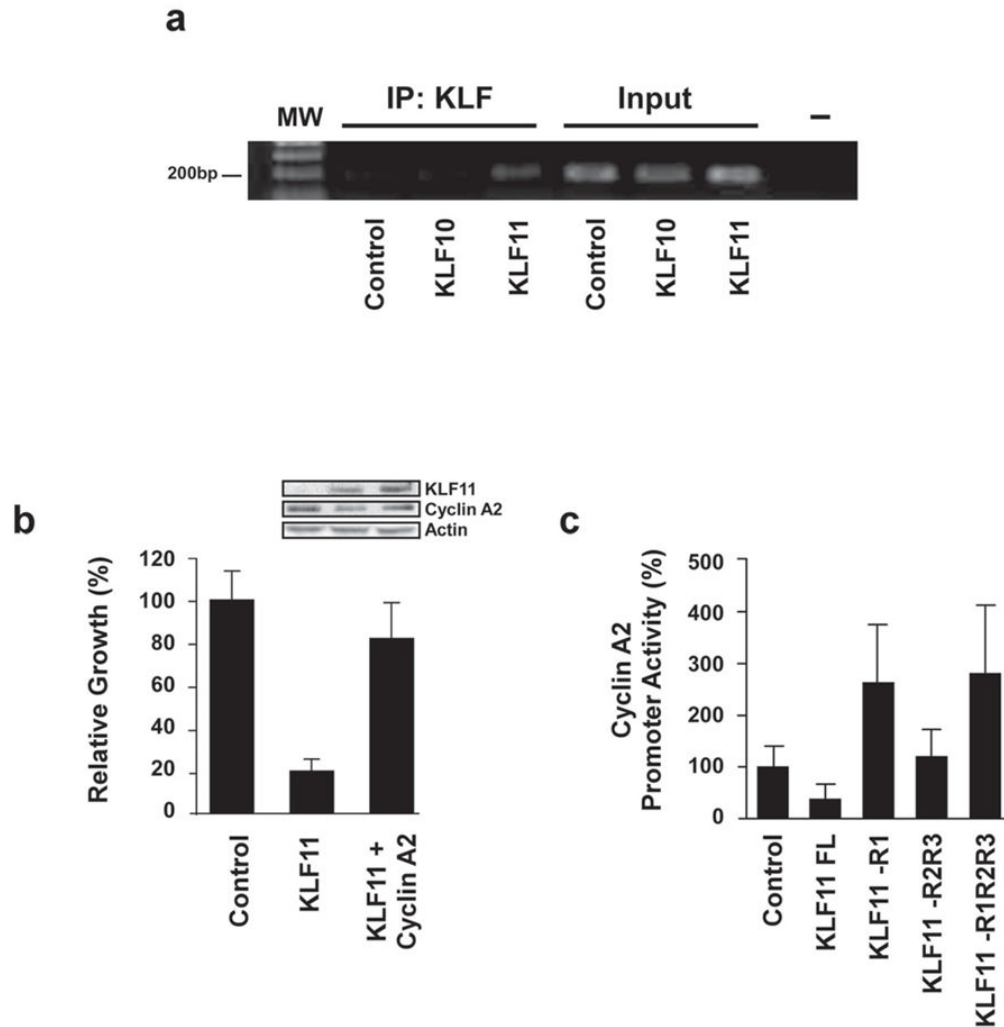 a
MW
IP: KLF
Input
–
200bp
Control
KLF10
KLF11
Control
KLF10
KLF11
b
KLF11
Cyclin A2
Actin
Relative Growth (%)
120
100
80
60
40
20
0
Control
KLF11
KLF11 +
Cyclin A2
c
Cyclin A2
Promoter Activity (%)
500
400
300
200
100
0
Control
KLF11 FL
KLF11 -R1
KLF11 -R2R3
KLF11 -R1R2R3